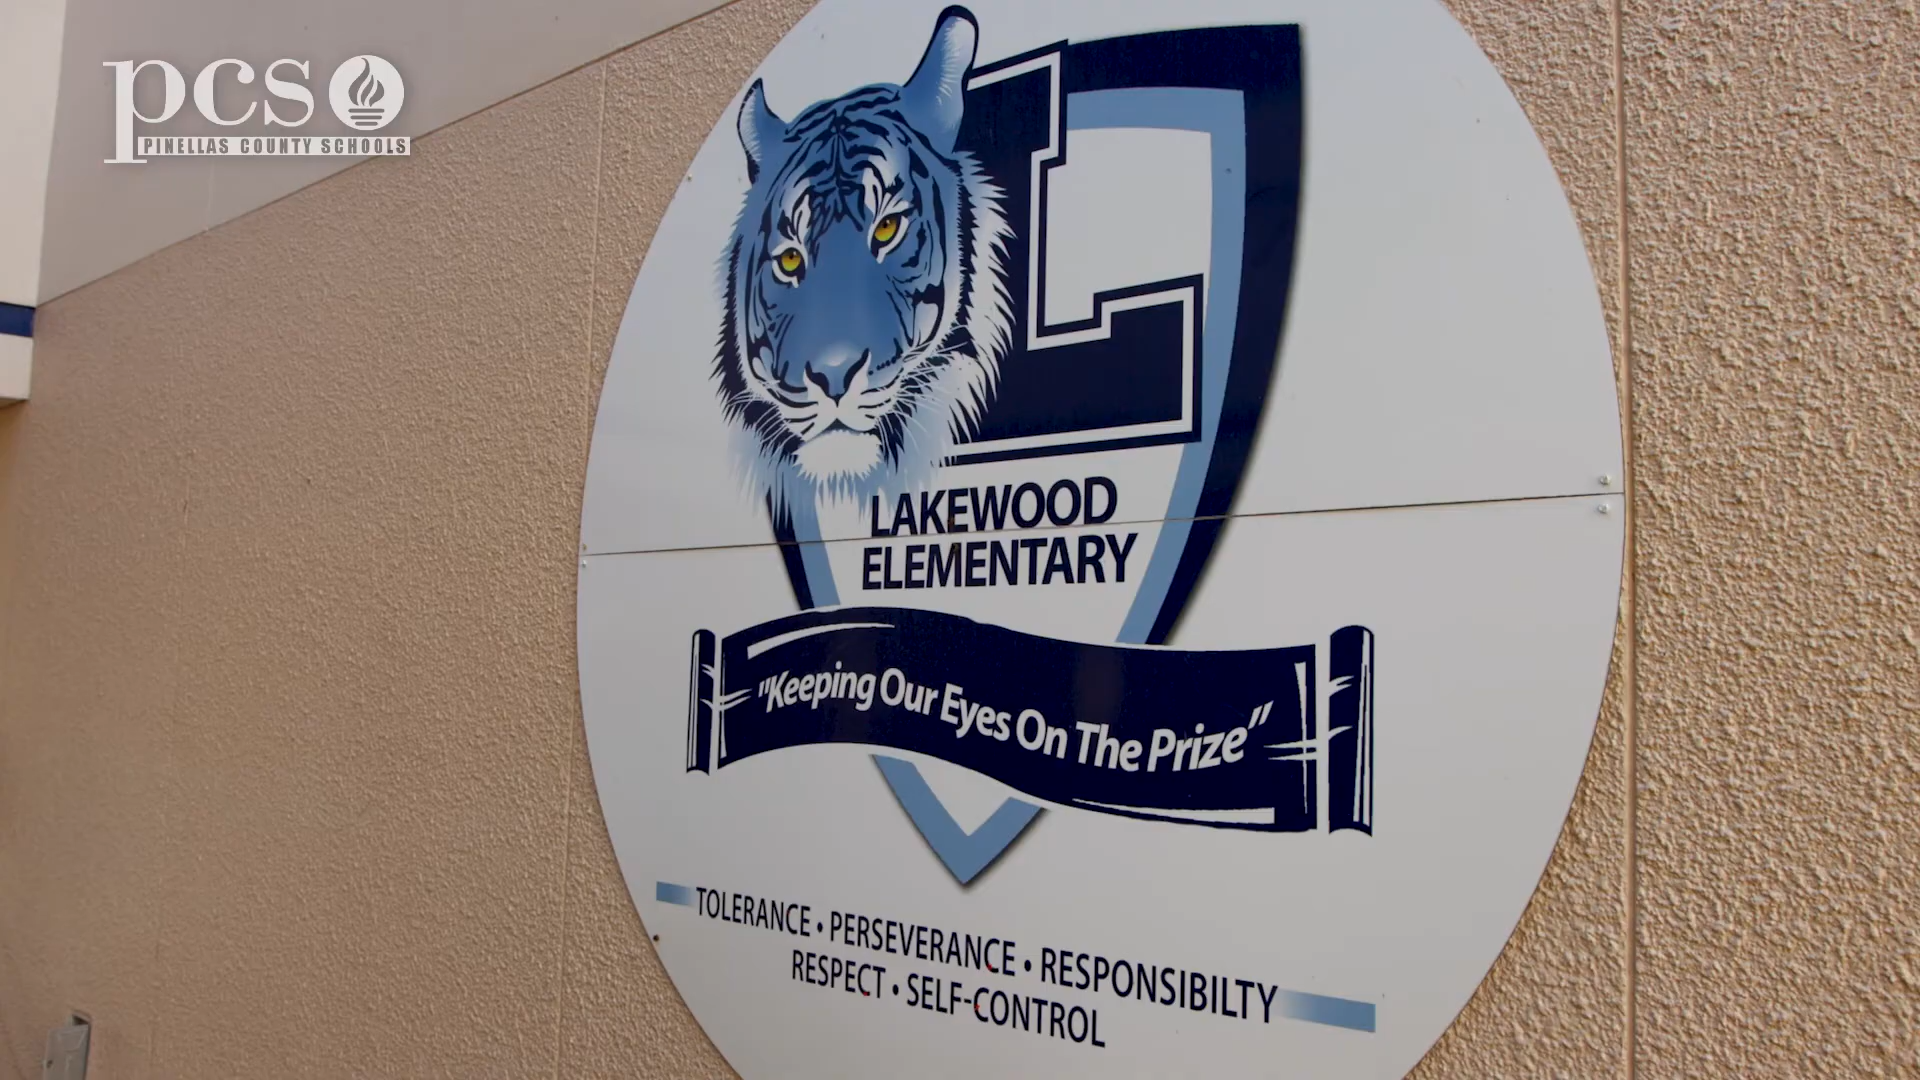 pcs
PINELLAS COUNTY SCHOOLS
L
LAKEWOOD
ELEMENTARY
"Keeping Our Eyes On The Prize"
TOLERANCE • PERSEVERANCE • RESPONSIBILTY
RESPECT • SELF-CONTROL